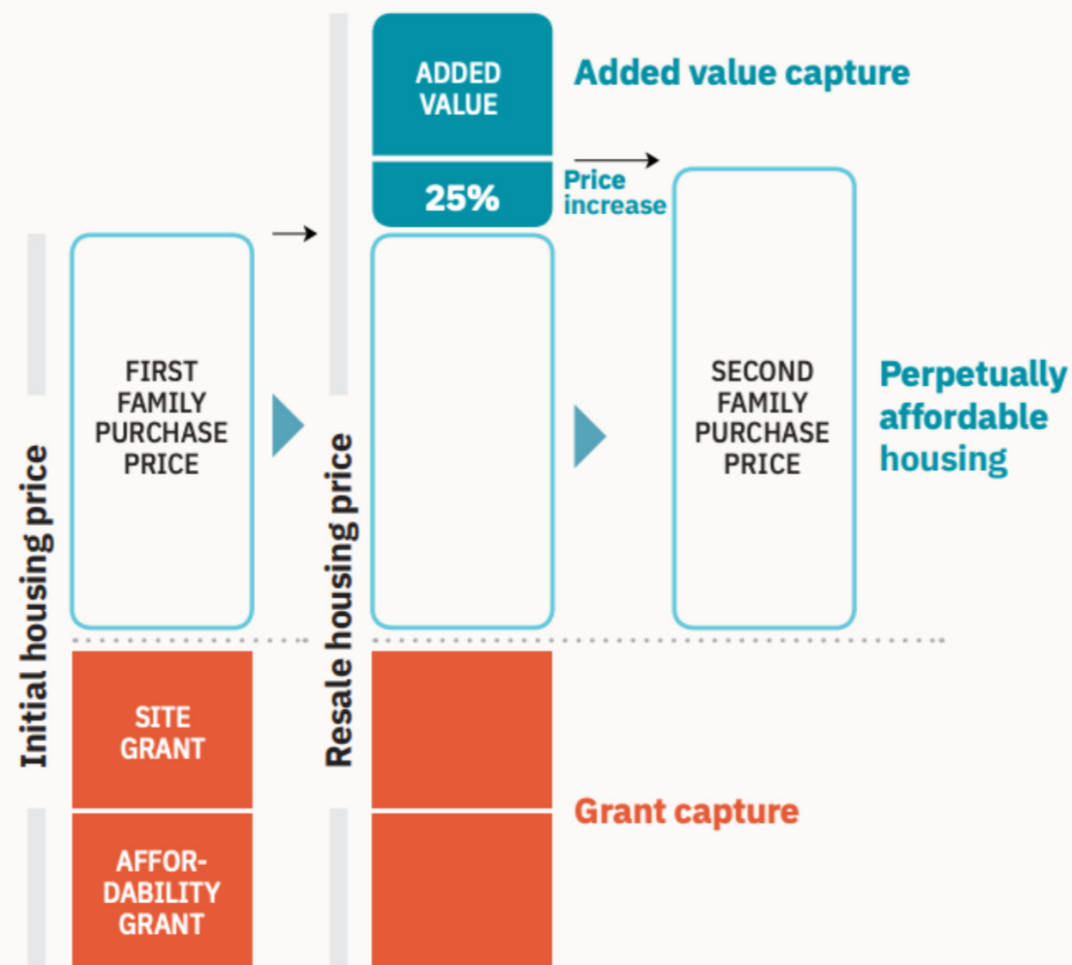 ADDED
VALUE
Added value capture
25%
Price
increase
Initial housing price
FIRST
FAMILY
PURCHASE
PRICE
Resale housing price
SECOND
FAMILY
PURCHASE
PRICE
Perpetually
affordable
housing
SITE
GRANT
Grant capture
AFFOR-
DABILITY
GRANT